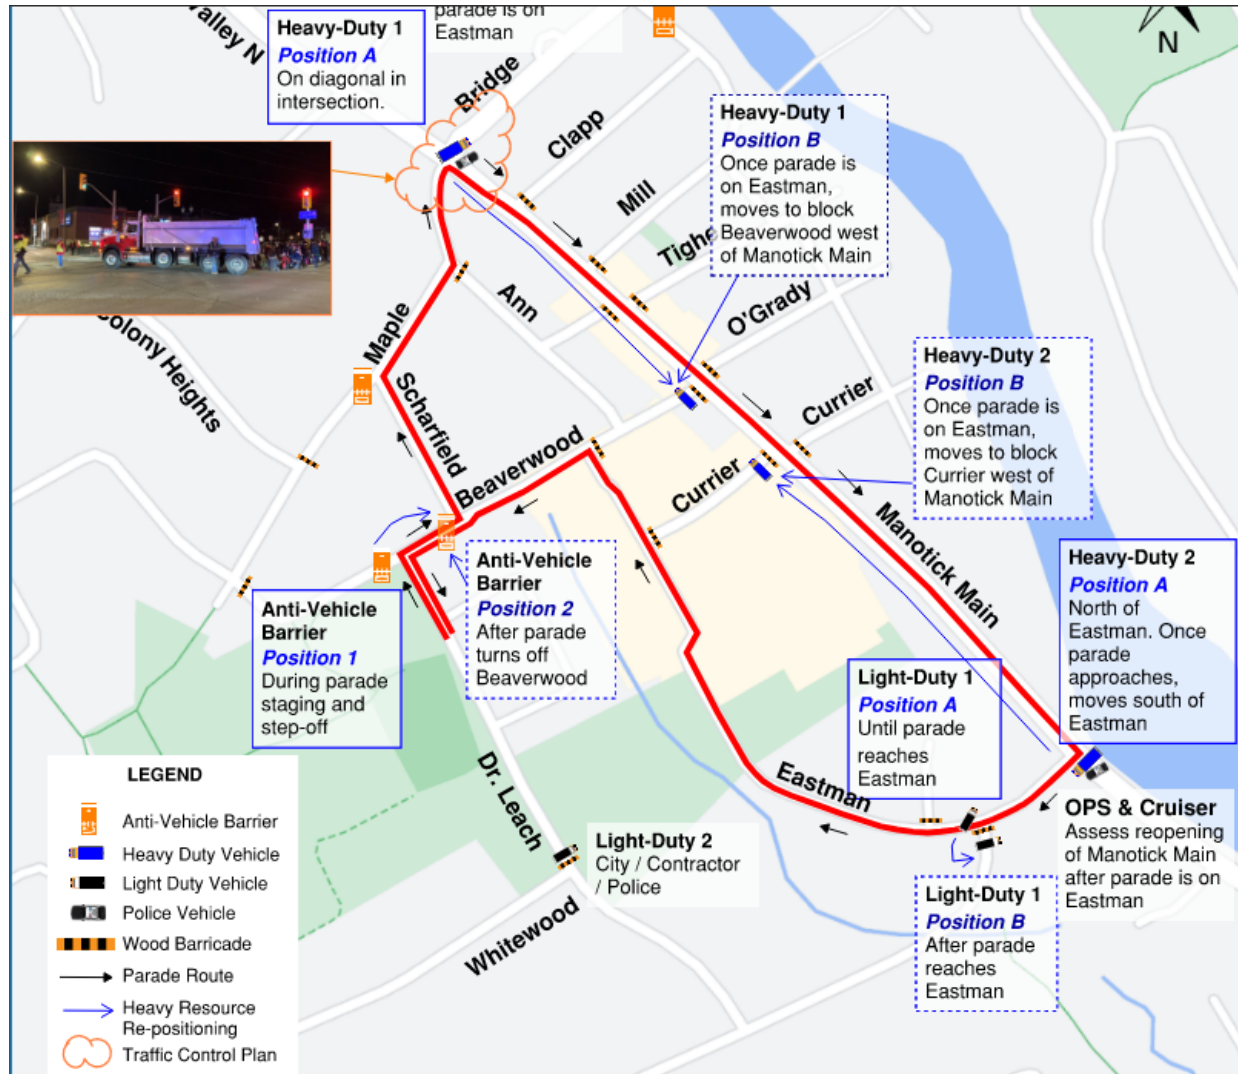 Valley N
Heavy-Duty 1
Position A
On diagonal in
intersection.
parade is on
Eastman
N
Bridge
Clapp
Mill
Tighe
Heavy-Duty 1
Position B
Once parade is
on Eastman,
moves to block
Beaverwood west
of Manotick Main
Ann
O'Grady
Colony Heights
Maple
Scharfield
Beaverwood
Currier
Currier
Heavy-Duty 2
Position B
Once parade is
on Eastman,
moves to block
Currier west of
Manotick Main
Manotick Main
Anti-Vehicle
Barrier
Position 1
During parade
staging and
step-off
Anti-Vehicle
Barrier
Position 2
After parade
turns off
Beaverwood
Heavy-Duty 2
Position A
North of
Eastman. Once
parade
approaches,
moves south of
Eastman
Light-Duty 1
Position A
Until parade
reaches
Eastman
Eastman
OPS & Cruiser
Assess reopening
of Manotick Main
after parade is on
Eastman
Dr. Leach
Light-Duty 2
City / Contractor
/ Police
Whitewood
Light-Duty 1
Position B
After parade
reaches
Eastman
LEGEND
Anti-Vehicle Barrier
Heavy Duty Vehicle
Light Duty Vehicle
Police Vehicle
Wood Barricade
Parade Route
Heavy Resource
Re-positioning
Traffic Control Plan